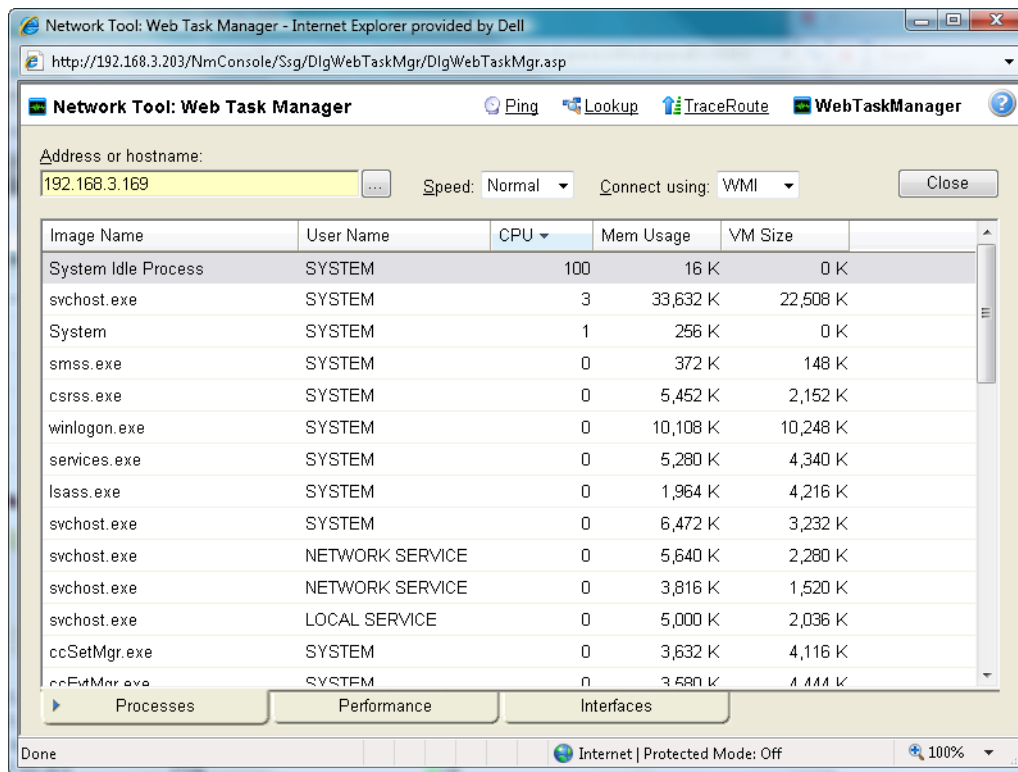 Network Tool: Web Task Manager - Internet Explorer provided by Dell
http://192.168.3.203/NmConsole/Ssg/DlgWebTaskMgr/DlgWebTaskMgr.asp
Network Tool: Web Task Manager Ping Lookup TraceRoute WebTaskManager ?
Address or hostname:
192.168.3.169 ... Speed: Normal Connect using: WMI Close
Image Name User Name CPU Mem Usage VM Size
System Idle Process SYSTEM 100 16 K 0 K
svchost.exe SYSTEM 3 33,632 K 22,508 K
System SYSTEM 1 256 K 0 K
smss.exe SYSTEM 0 372 K 148 K
csrss.exe SYSTEM 0 5,452 K 2,152 K
winlogon.exe SYSTEM 0 10,108 K 10,248 K
services.exe SYSTEM 0 5,280 K 4,340 K
lsass.exe SYSTEM 0 1,964 K 4,216 K
svchost.exe SYSTEM 0 6,472 K 3,232 K
svchost.exe NETWORK SERVICE 0 5,640 K 2,280 K
svchost.exe NETWORK SERVICE 0 3,816 K 1,520 K
svchost.exe LOCAL SERVICE 0 5,000 K 2,036 K
ccSetMgr.exe SYSTEM 0 3,632 K 4,116 K
ccEvtMgr.exe SYSTEM 0 3,580 K 4,444 K
Processes Performance Interfaces
Done Internet | Protected Mode: Off 100%